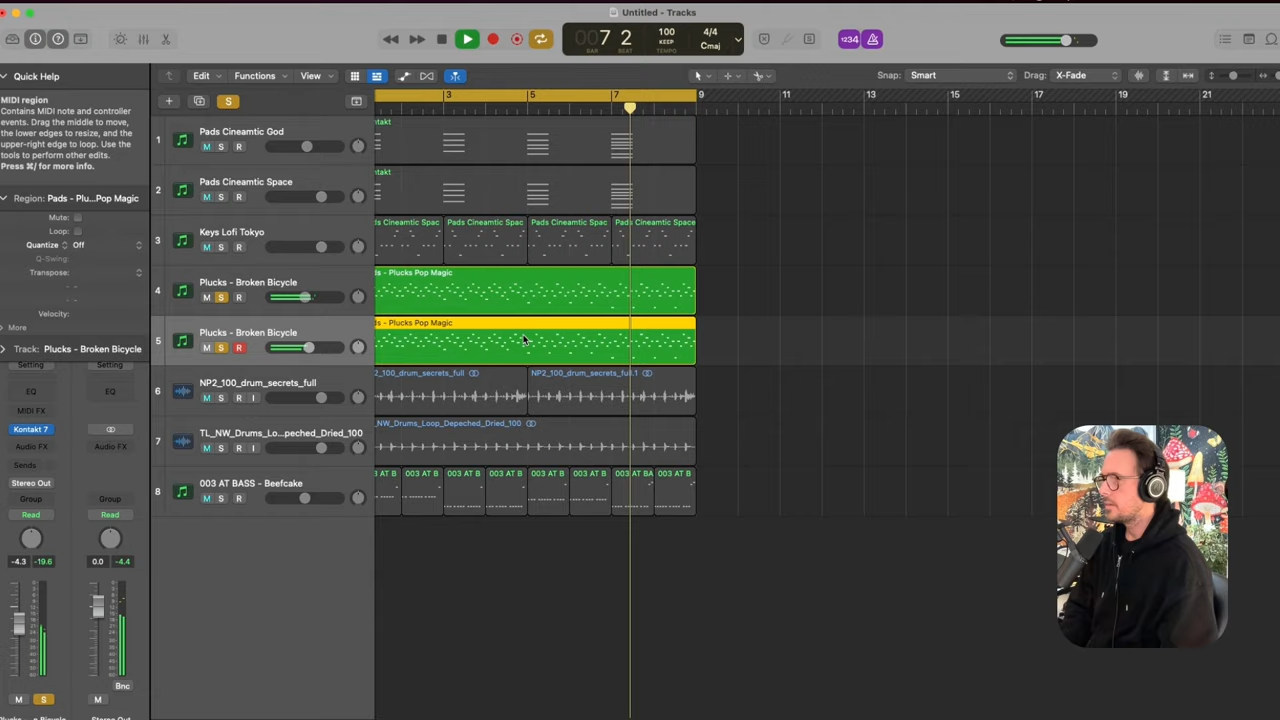 Untitled - Tracks
007 2
BAR BEAT
100
KEEP
TEMPO
4/4
Cmaj
1234
Quick Help
Edit Functions View
Snap: Smart
Drag: X-Fade
MIDI region
Contains MIDI note and controller
events. Drag the middle to move,
the lower edges to resize, and the
upper-right edge to loop. Use the
tools to perform other edits.
Press ⌘/ for more info.
Region: Pads - Plu...Pop Magic
Mute:
Loop:
Quantize Off
Q-Swing:
Transpose:
Velocity:
More
Track: Plucks - Broken Bicycle
Setting Setting
EQ EQ
MIDI FX
Kontakt 7
Audio FX Audio FX
Sends
Stereo Out
Group Group
Read Read
-4.3 -19.6 0.0 -4.4
Bnc
M S M
Stereo Out
S
3 5 7 9 11 13 15 17 19 21
1 Pads Cineamtic God
M S R
ntakt
2 Pads Cineamtic Space
M S R
ntakt
3 Keys Lofi Tokyo
M S R
ds Cineamtic Spac Pads Cineamtic Spac Pads Cineamtic Spac Pads Cineamtic Space
4 Plucks - Broken Bicycle
M S R
ds - Plucks Pop Magic
5 Plucks - Broken Bicycle
M S R
ds - Plucks Pop Magic
6 NP2_100_drum_secrets_full
M S R I
2_100_drum_secrets_full NP2_100_drum_secrets_full.1
7 TL_NW_Drums_Lo...peched_Dried_100
M S R I
_NW_Drums_Loop_Depeched_Dried_100
8 003 AT BASS - Beefcake
M S R
3 AT B 003 AT B 003 AT B 003 AT B 003 AT B 003 AT B 003 AT BA 003 AT B